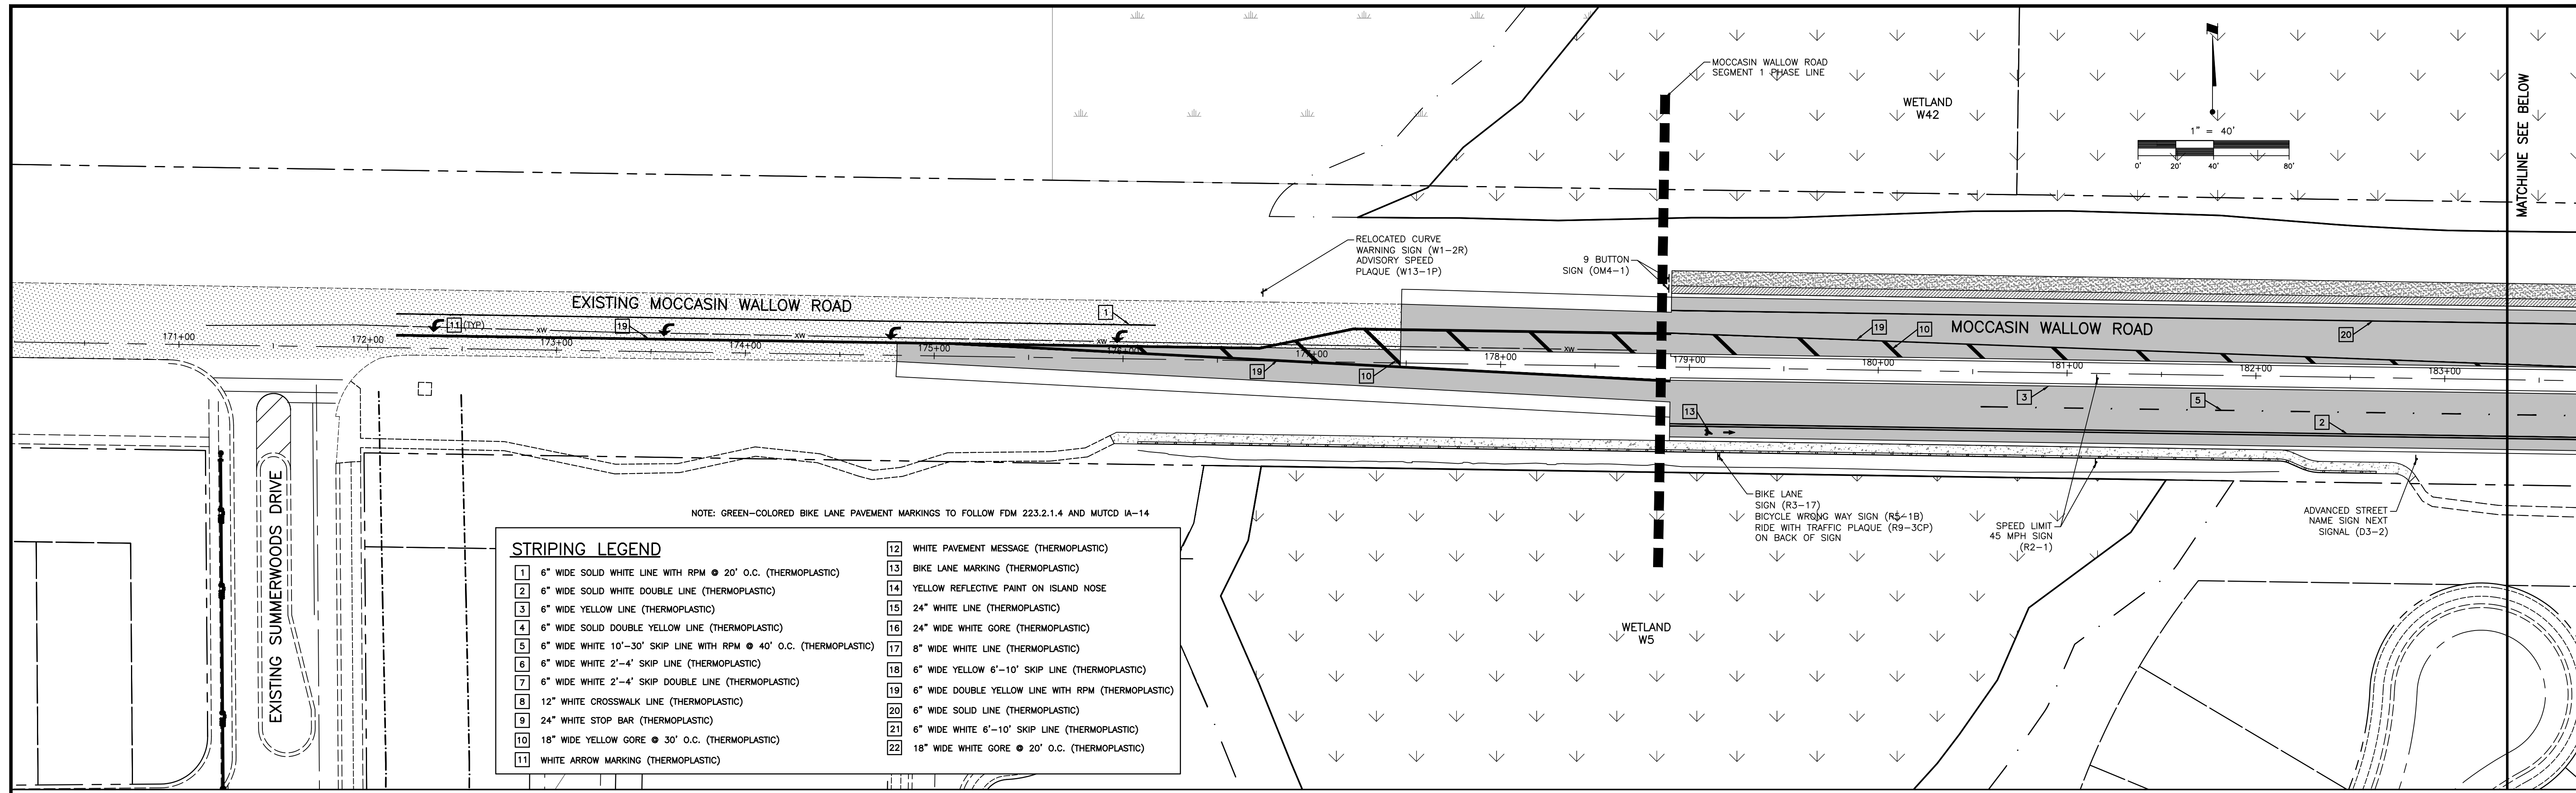 MOCCASIN WALLOW ROAD
SEGMENT 1 PHASE LINE
WETLAND
W42
1" = 40'
0'
20'
40'
80'
MATCHLINE SEE BELOW
RELOCATED CURVE
WARNING SIGN (W1-2R)
ADVISORY SPEED
PLAQUE (W13-1P)
9 BUTTON
SIGN (OM4-1)
EXISTING MOCCASIN WALLOW ROAD
1
11 (TYP)
19
XW
XW
XW
XW
XW
19
10
MOCCASIN WALLOW ROAD
20
171+00
172+00
173+00
174+00
175+00
178+00
179+00
180+00
181+00
182+00
183+00
19
10
3
5
13
2
EXISTING SUMMERWOODS DRIVE
BIKE LANE
SIGN (R3-17)
BICYCLE WRONG WAY SIGN (R5-1B)
RIDE WITH TRAFFIC PLAQUE (R9-3CP)
ON BACK OF SIGN
SPEED LIMIT
45 MPH SIGN
(R2-1)
ADVANCED STREET
NAME SIGN NEXT
SIGNAL (D3-2)
WETLAND
W5
NOTE: GREEN-COLORED BIKE LANE PAVEMENT MARKINGS TO FOLLOW FDM 223.2.1.4 AND MUTCD IA-14
STRIPING LEGEND
1 6" WIDE SOLID WHITE LINE WITH RPM @ 20' O.C. (THERMOPLASTIC)
2 6" WIDE SOLID WHITE DOUBLE LINE (THERMOPLASTIC)
3 6" WIDE YELLOW LINE (THERMOPLASTIC)
4 6" WIDE SOLID DOUBLE YELLOW LINE (THERMOPLASTIC)
5 6" WIDE WHITE 10'-30' SKIP LINE WITH RPM @ 40' O.C. (THERMOPLASTIC)
6 6" WIDE WHITE 2'-4' SKIP LINE (THERMOPLASTIC)
7 6" WIDE WHITE 2'-4' SKIP DOUBLE LINE (THERMOPLASTIC)
8 12" WHITE CROSSWALK LINE (THERMOPLASTIC)
9 24" WHITE STOP BAR (THERMOPLASTIC)
10 18" WIDE YELLOW GORE @ 30' O.C. (THERMOPLASTIC)
11 WHITE ARROW MARKING (THERMOPLASTIC)
12 WHITE PAVEMENT MESSAGE (THERMOPLASTIC)
13 BIKE LANE MARKING (THERMOPLASTIC)
14 YELLOW REFLECTIVE PAINT ON ISLAND NOSE
15 24" WHITE LINE (THERMOPLASTIC)
16 24" WIDE WHITE GORE (THERMOPLASTIC)
17 8" WIDE WHITE LINE (THERMOPLASTIC)
18 6" WIDE YELLOW 6'-10' SKIP LINE (THERMOPLASTIC)
19 6" WIDE DOUBLE YELLOW LINE WITH RPM (THERMOPLASTIC)
20 6" WIDE SOLID LINE (THERMOPLASTIC)
21 6" WIDE WHITE 6'-10' SKIP LINE (THERMOPLASTIC)
22 18" WIDE WHITE GORE @ 20' O.C. (THERMOPLASTIC)